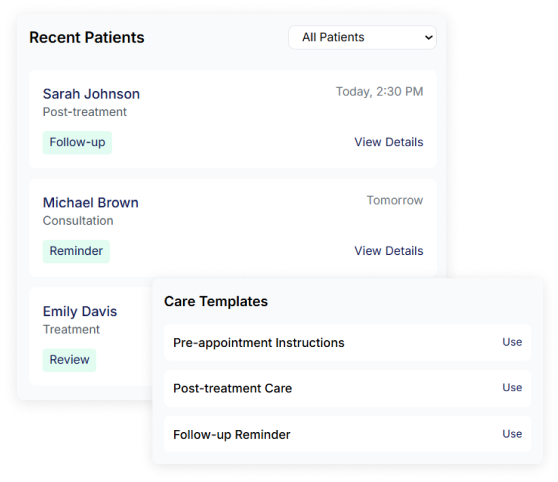 Recent Patients
All Patients
Sarah Johnson
Today, 2:30 PM
Post-treatment
Follow-up
View Details
Michael Brown
Tomorrow
Consultation
Reminder
View Details
Emily Davis
Treatment
Review
Care Templates
Pre-appointment Instructions
Use
Post-treatment Care
Use
Follow-up Reminder
Use